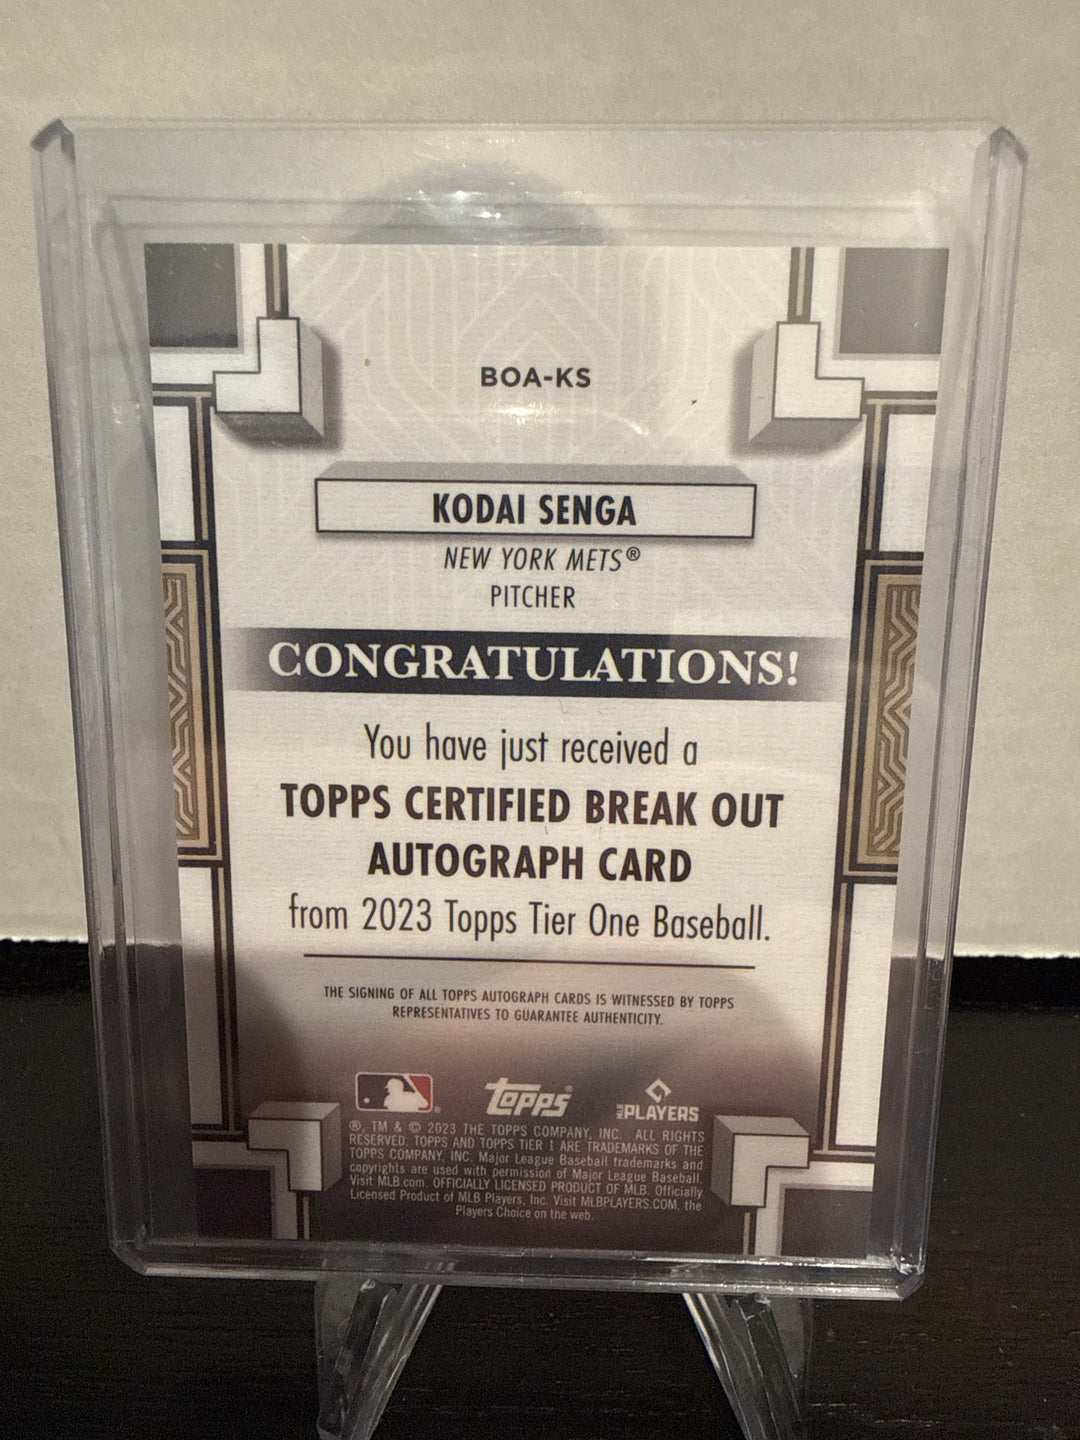 BOA-KS
KODAI SENGA
NEW YORK METS®
PITCHER
CONGRATULATIONS!
You have just received a
TOPPS CERTIFIED BREAK OUT
AUTOGRAPH CARD
from 2023 Topps Tier One Baseball.
THE SIGNING OF ALL TOPPS AUTOGRAPH CARDS IS WITNESSED BY TOPPS
REPRESENTATIVES TO GUARANTEE AUTHENTICITY.
topps®
MLB PLAYERS
®, TM & © 2023 THE TOPPS COMPANY, INC. ALL RIGHTS
RESERVED. TOPPS AND TOPPS TIER 1 ARE TRADEMARKS OF THE
TOPPS COMPANY, INC. Major League Baseball trademarks and
copyrights are used with permission of Major League Baseball.
Visit MLB.com. OFFICIALLY LICENSED PRODUCT OF MLB. Officially
Licensed Product of MLB Players, Inc. Visit MLBPLAYERS.COM, the
Players Choice on the web.